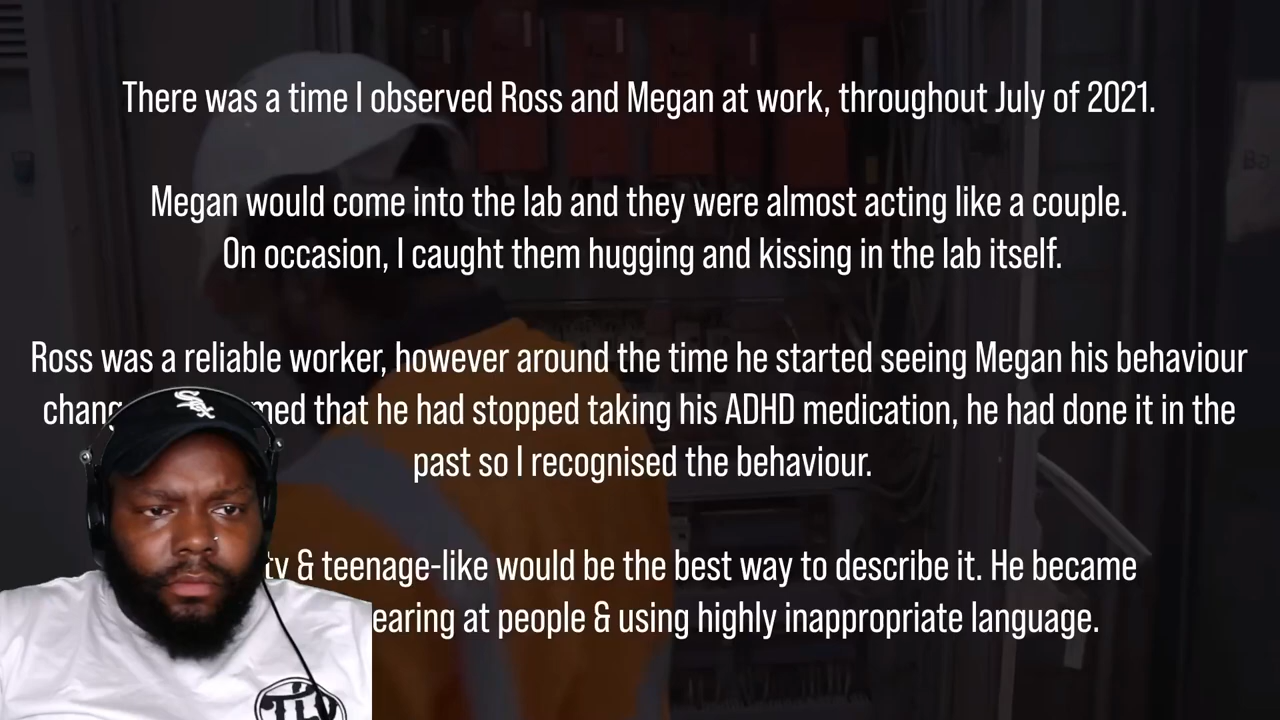 There was a time I observed Ross and Megan at work, throughout July of 2021.
Megan would come into the lab and they were almost acting like a couple.
On occasion, I caught them hugging and kissing in the lab itself.
Ross was a reliable worker, however around the time he started seeing Megan his behaviour
that he had stopped taking his ADHD medication, he had done it in the
past so I recognised the behaviour.
& teenage-like would be the best way to describe it. He became
at people & using highly inappropriate language.
Sox